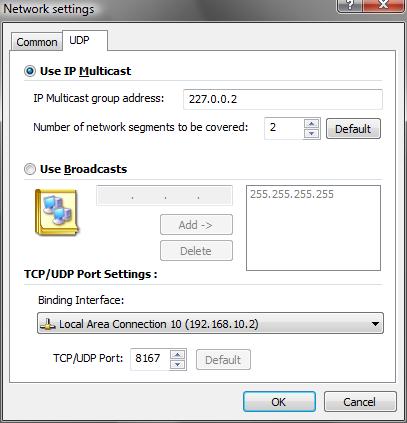 Network settings
Common UDP
Use IP Multicast
IP Multicast group address: 227.0.0.2
Number of network segments to be covered: 2 Default
Use Broadcasts
. . . 255.255.255.255
Add ->
Delete
TCP/UDP Port Settings :
Binding Interface:
Local Area Connection 10 (192.168.10.2)
TCP/UDP Port: 8167 Default
OK Cancel